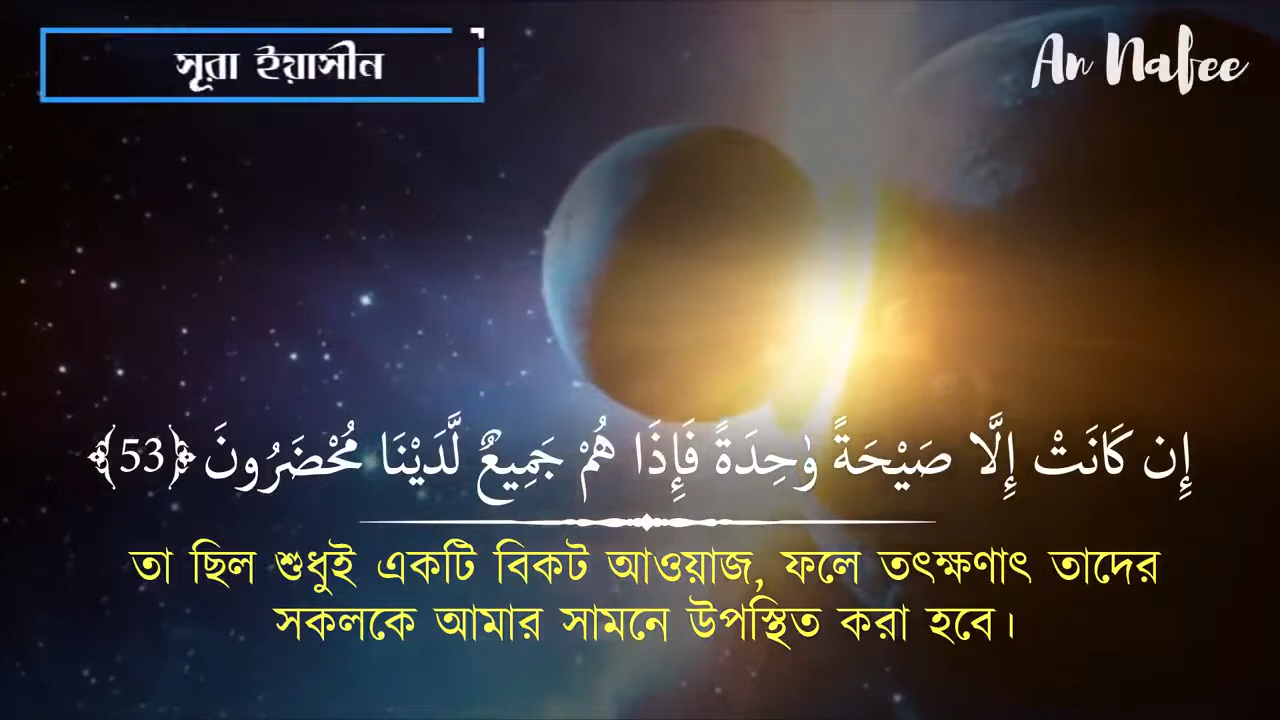 সূরা ইয়াসীন
An Nafee
إِن كَانَتْ إِلَّا صَيْحَةً وَٰحِدَةً فَإِذَا هُمْ جَمِيعٌ لَّدَيْنَا مُحْضَرُونَ ﴿53﴾
তা ছিল শুধুই একটি বিকট আওয়াজ, ফলে তৎক্ষণাৎ তাদের
সকলকে আমার সামনে উপস্থিত করা হবে।